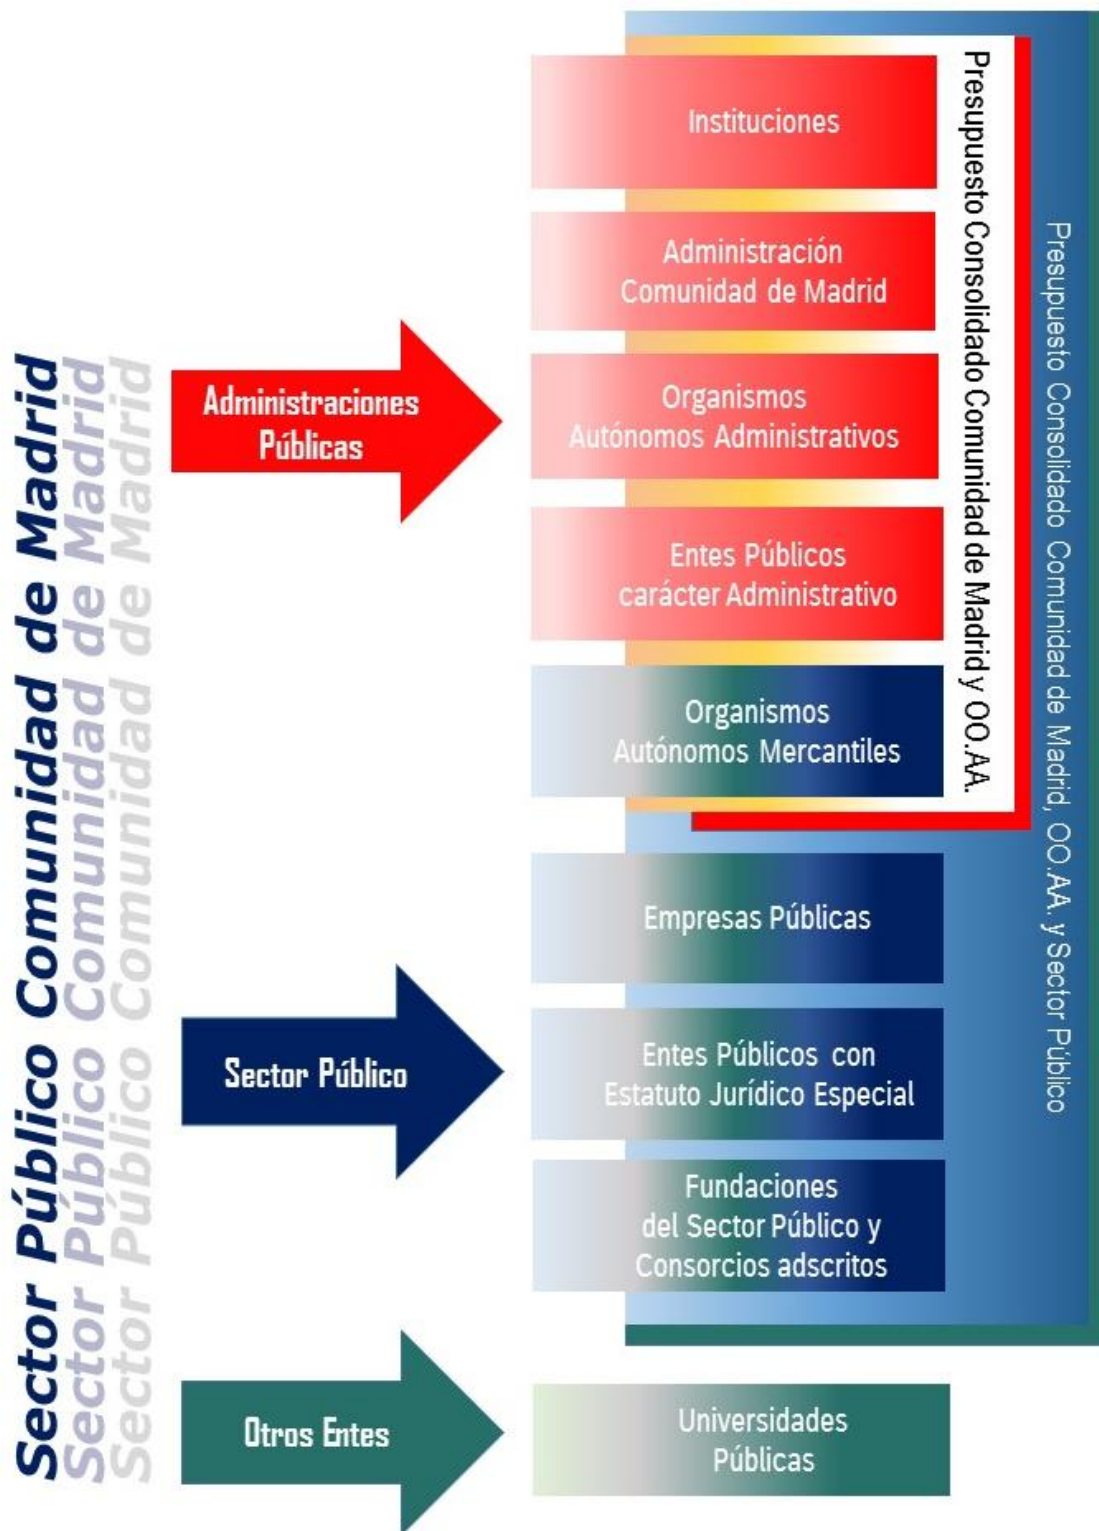 Sector Público Comunidad de Madrid
Sector Público Comunidad de Madrid
Sector Público Comunidad de Madrid
Administraciones
Públicas
Instituciones
Administración
Comunidad de Madrid
Organismos
Autónomos Administrativos
Entes Públicos
carácter Administrativo
Organismos
Autónomos Mercantiles
Sector Público
Empresas Públicas
Entes Públicos con
Estatuto Jurídico Especial
Fundaciones
del Sector Público y
Consorcios adscritos
Otros Entes
Universidades
Públicas
Presupuesto Consolidado Comunidad de Madrid y OO.AA.
Presupuesto Consolidado Comunidad de Madrid, OO.AA. y Sector Público